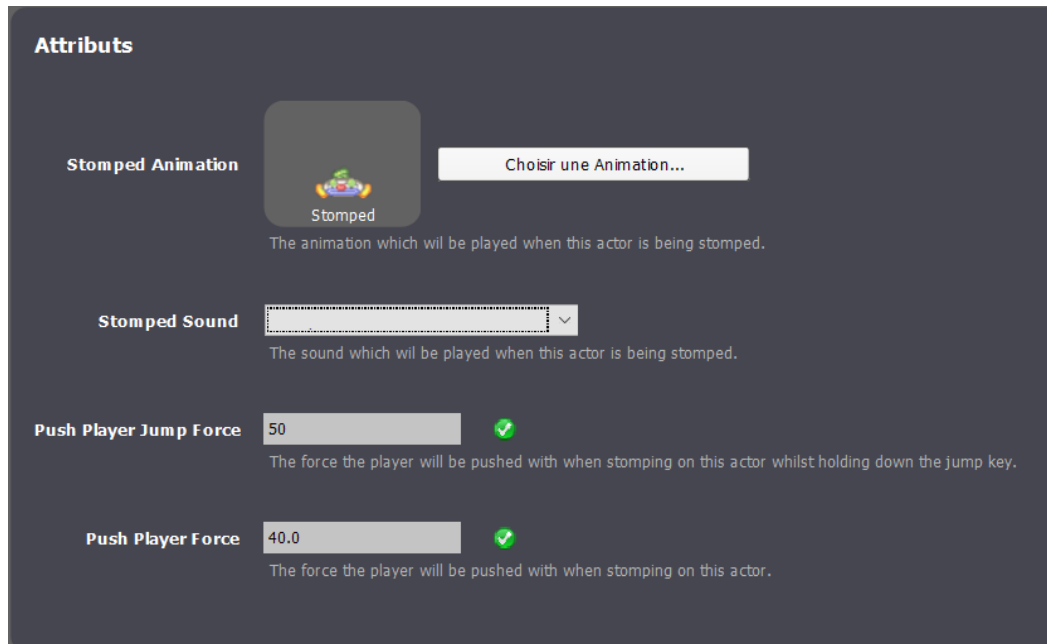 Attributs
Stomped Animation
Stomped
Choisir une Animation...
The animation which wil be played when this actor is being stomped.
Stomped Sound
The sound which wil be played when this actor is being stomped.
Push Player Jump Force
50
The force the player will be pushed with when stomping on this actor whilst holding down the jump key.
Push Player Force
40.0
The force the player will be pushed with when stomping on this actor.